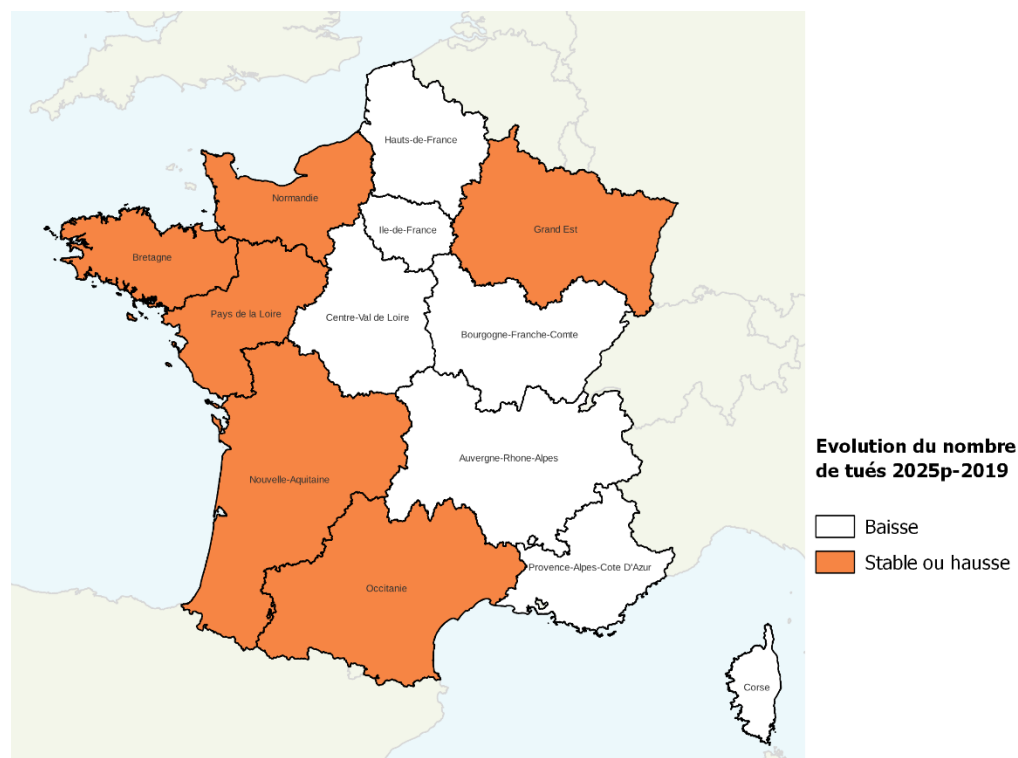 Hauts-de-France
Normandie
Ile-de-France
Grand Est
Bretagne
Pays de la Loire
Centre-Val de Loire
Bourgogne-Franche-Comte
Auvergne-Rhone-Alpes
Nouvelle-Aquitaine
Provence-Alpes-Cote D'Azur
Occitanie
Corse
Evolution du nombre
de tués 2025p-2019
Baisse
Stable ou hausse